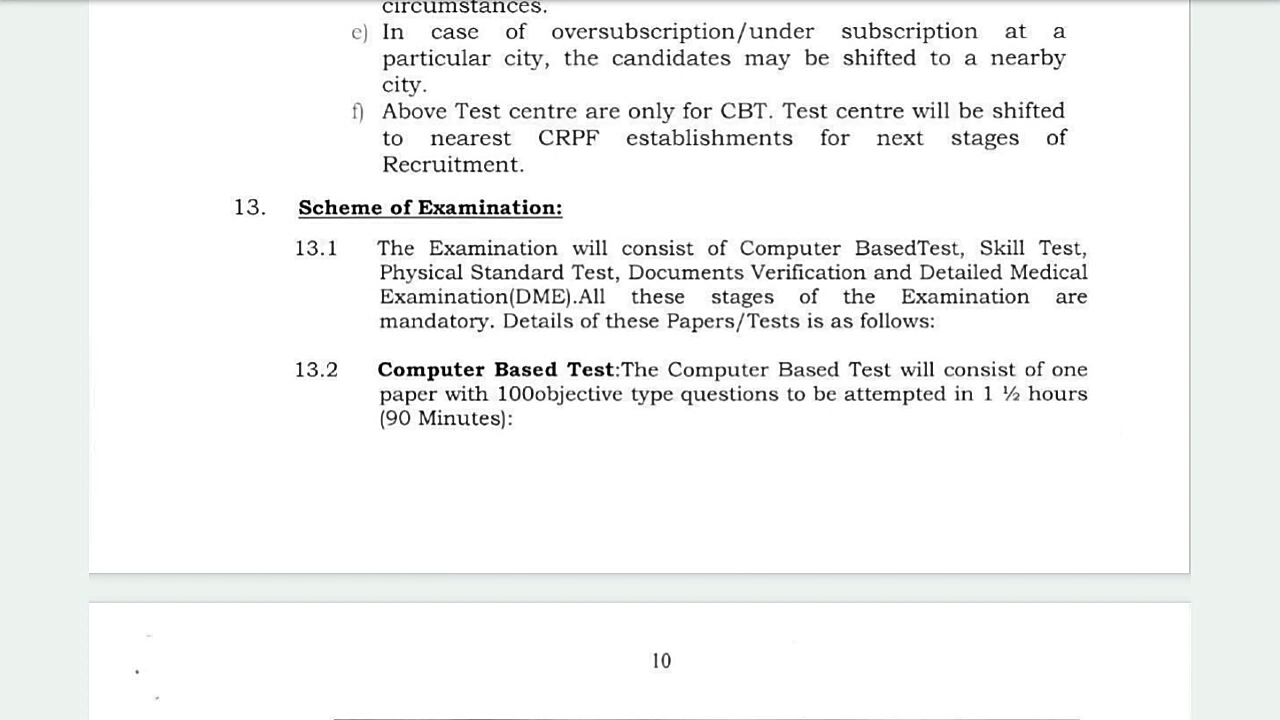 circumstances.
e) In case of oversubscription/under subscription at a
particular city, the candidates may be shifted to a nearby
city.
f) Above Test centre are only for CBT. Test centre will be shifted
to nearest CRPF establishments for next stages of
Recruitment.
13. Scheme of Examination:
13.1 The Examination will consist of Computer BasedTest, Skill Test,
Physical Standard Test, Documents Verification and Detailed Medical
Examination(DME).All these stages of the Examination are
mandatory. Details of these Papers/Tests is as follows:
13.2 Computer Based Test:The Computer Based Test will consist of one
paper with 100objective type questions to be attempted in 1 ½ hours
(90 Minutes):
10